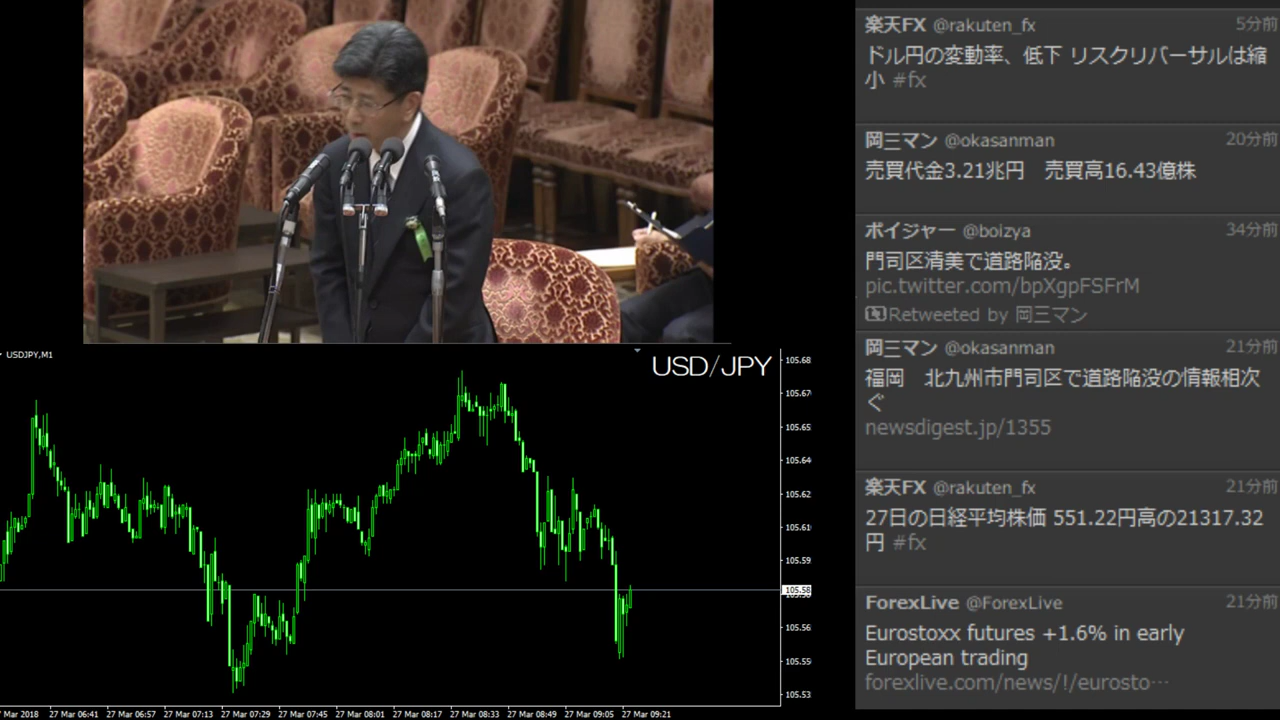 楽天FX @rakuten_fx 5分前
ドル円の変動率、低下 リスクリバーサルは縮
小 #fx
岡三マン @okasanman 20分前
売買代金3.21兆円 売買高16.43億株
ボイジャー @boizya 34分前
門司区清美で道路陥没。
pic.twitter.com/bpXgpFSFrM
Retweeted by 岡三マン
岡三マン @okasanman 21分前
福岡 北九州市門司区で道路陥没の情報相次
ぐ
newsdigest.jp/1355
楽天FX @rakuten_fx 21分前
27日の日経平均株価 551.22円高の21317.32
円 #fx
ForexLive @ForexLive 21分前
Eurostoxx futures +1.6% in early
European trading
forexlive.com/news/!/eurosto…
USDJPY,M1
USD/JPY
105.68
105.67
105.65
105.64
105.62
105.61
105.59
105.58
105.56
105.55
105.53
Mar 2018 27 Mar 06:41 27 Mar 06:57 27 Mar 07:13 27 Mar 07:29 27 Mar 07:45 27 Mar 08:01 27 Mar 08:17 27 Mar 08:33 27 Mar 08:49 27 Mar 09:05 27 Mar 09:21